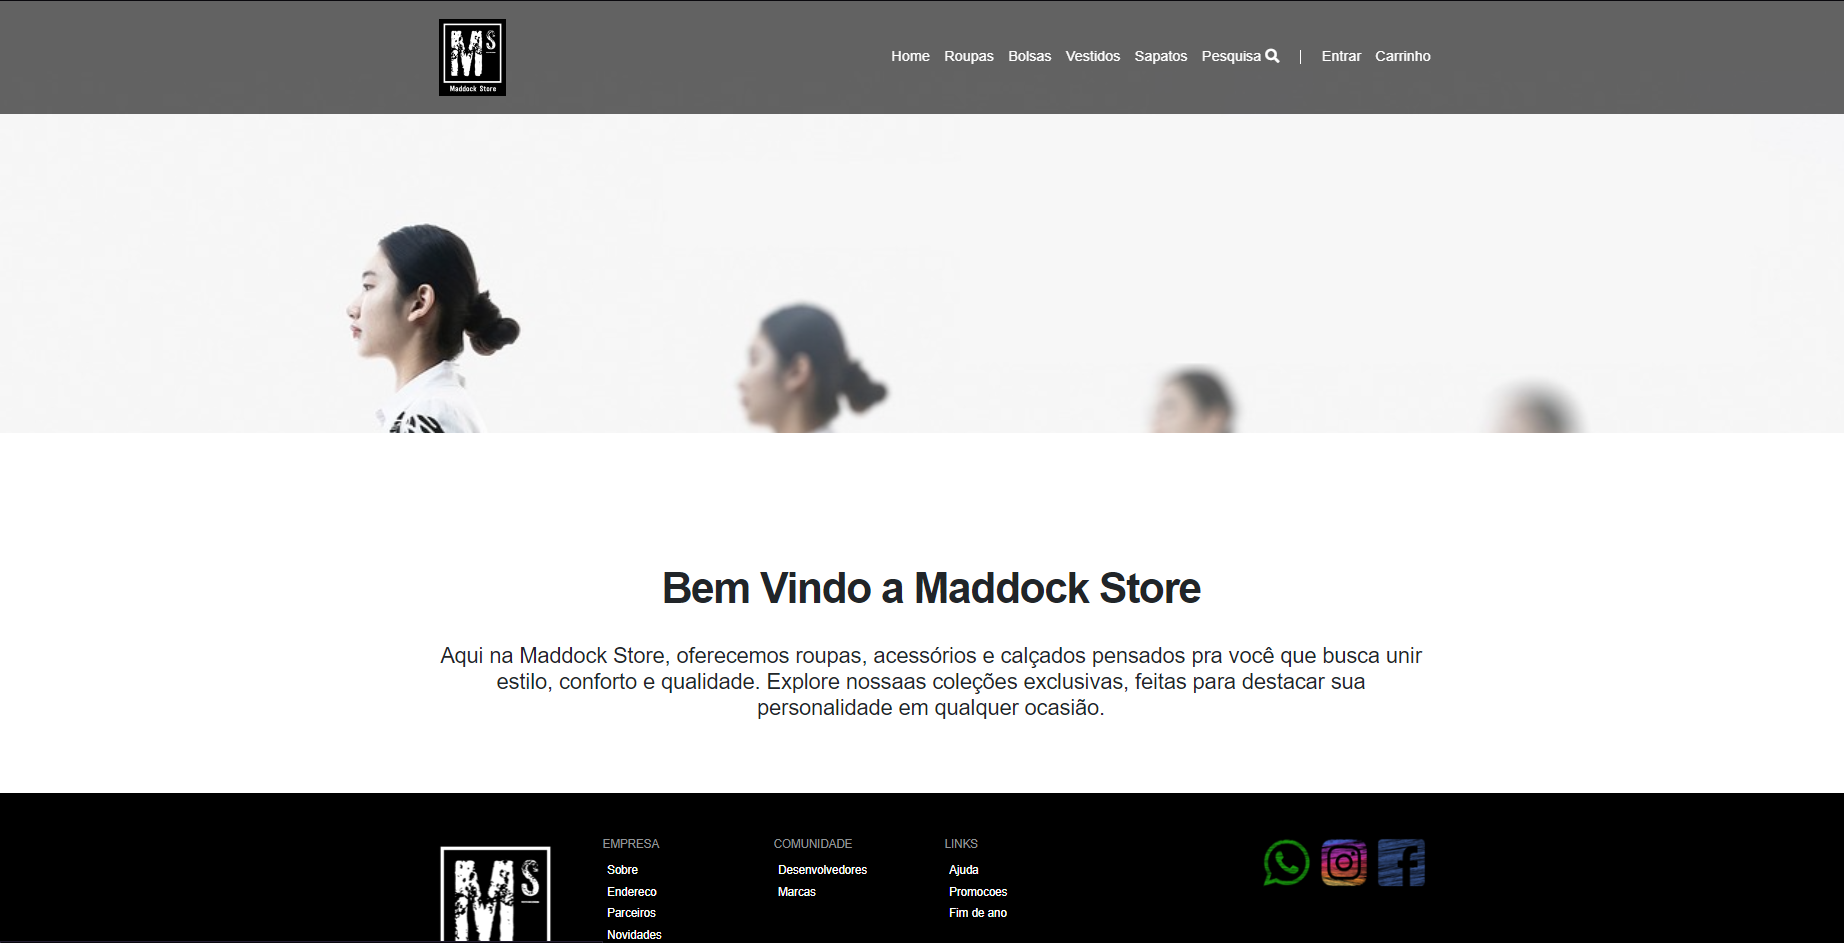 Ms
Maddock Store
Home Roupas Bolsas Vestidos Sapatos Pesquisa | Entrar Carrinho
Bem Vindo a Maddock Store
Aqui na Maddock Store, oferecemos roupas, acessórios e calçados pensados pra você que busca unir
estilo, conforto e qualidade. Explore nossaas coleções exclusivas, feitas para destacar sua
personalidade em qualquer ocasião.
Ms
EMPRESA
Sobre
Endereco
Parceiros
Novidades
COMUNIDADE
Desenvolvedores
Marcas
LINKS
Ajuda
Promocoes
Fim de ano